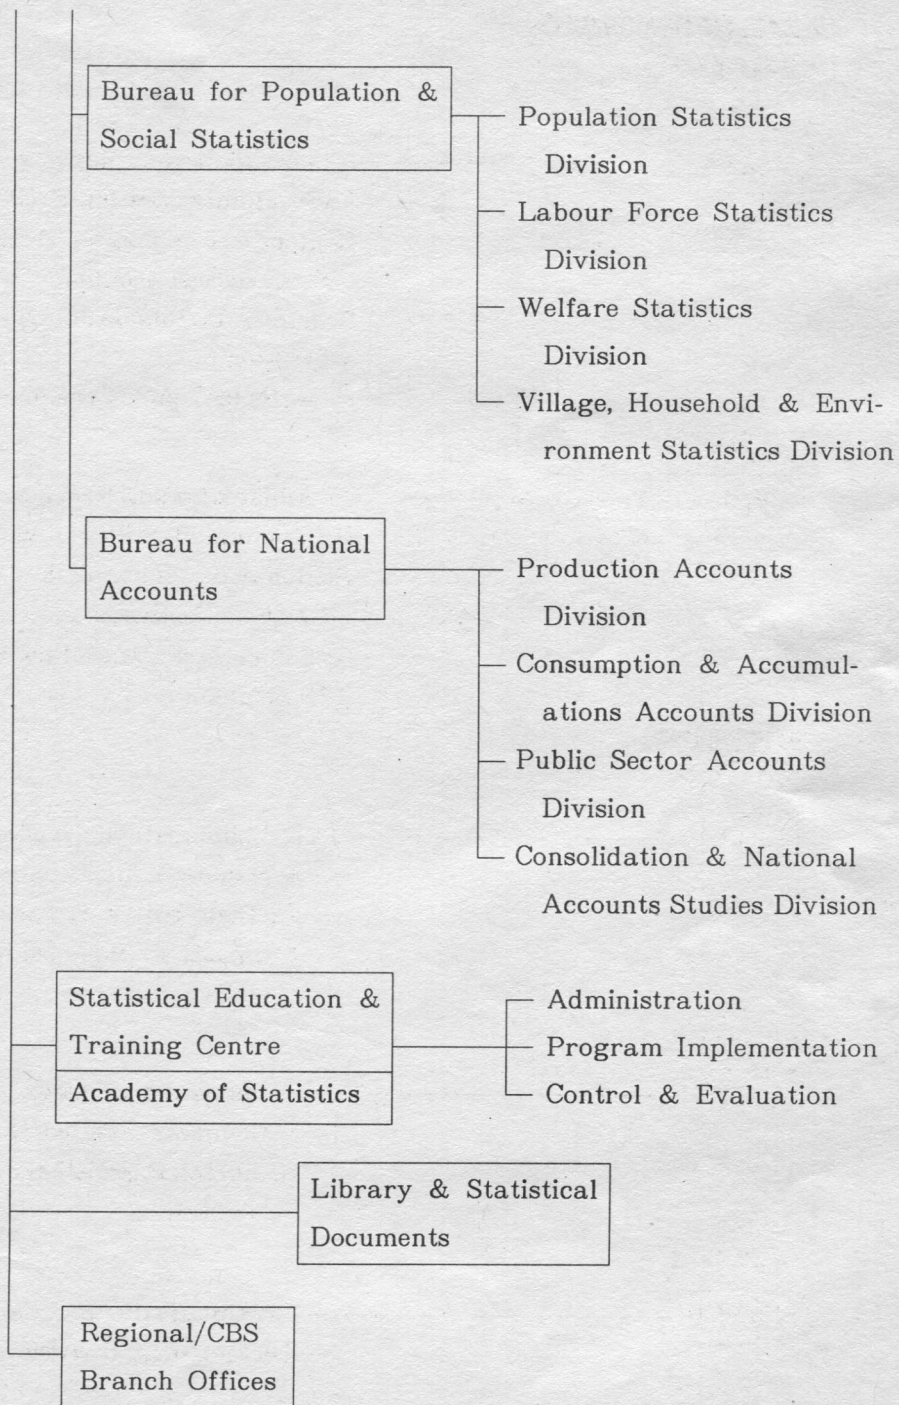 Bureau for Population &
Social Statistics
Population Statistics
Division
Labour Force Statistics
Division
Welfare Statistics
Division
Village, Household & Envi-
ronment Statistics Division
Bureau for National
Accounts
Production Accounts
Division
Consumption & Accumul-
ations Accounts Division
Public Sector Accounts
Division
Consolidation & National
Accounts Studies Division
Statistical Education &
Training Centre
Academy of Statistics
Administration
Program Implementation
Control & Evaluation
Library & Statistical
Documents
Regional/CBS
Branch Offices